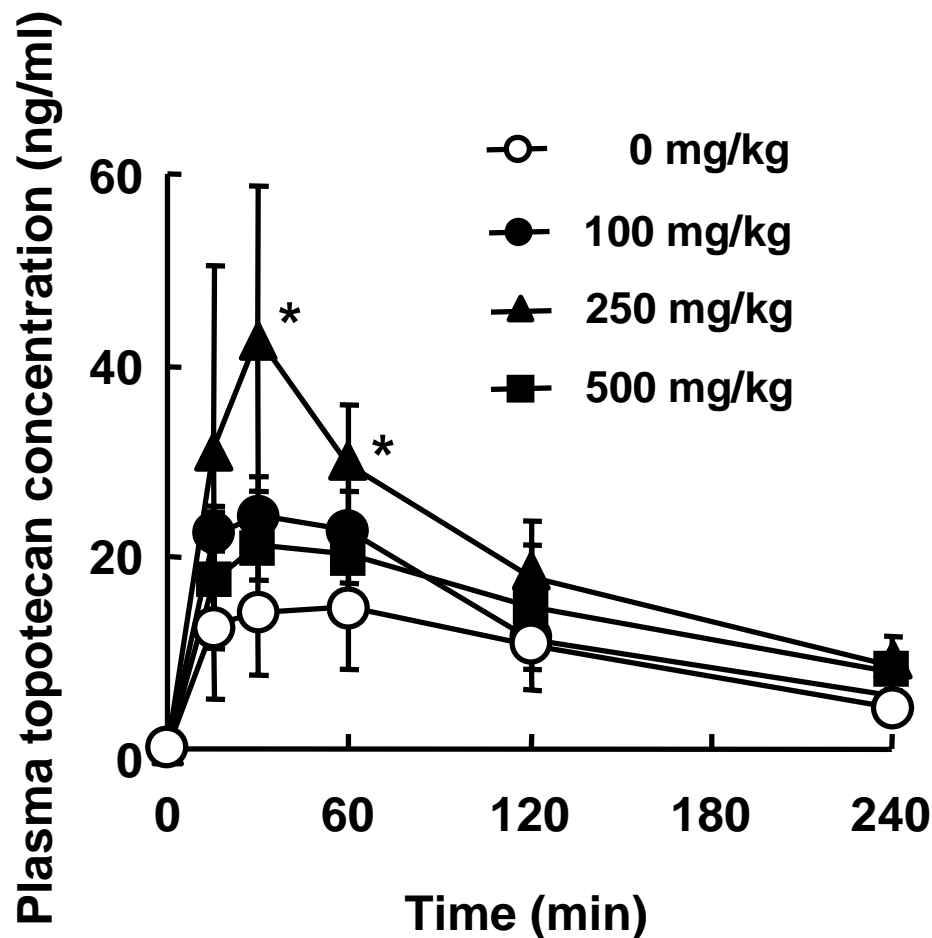 Plasma topotecan concentration (ng/ml)
0 mg/kg
100 mg/kg
250 mg/kg
500 mg/kg
60
40
20
0
*
*
0 60 120 180 240
Time (min)